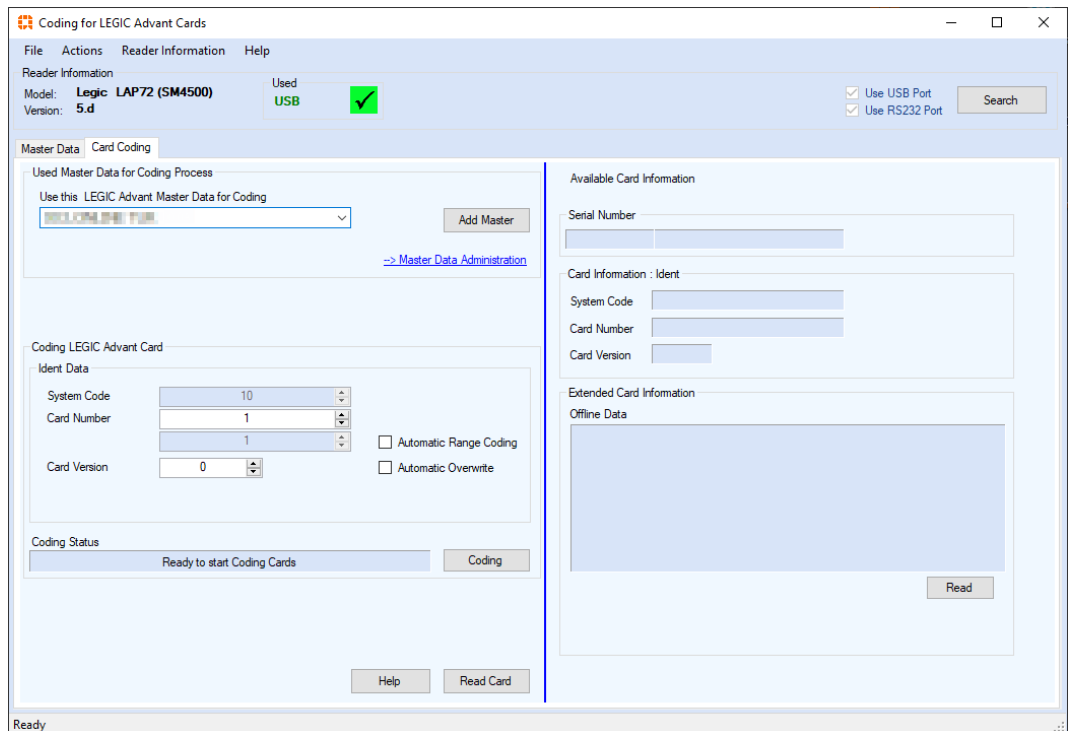 Coding for LEGIC Advant Cards
File Actions Reader Information Help
Reader Information
Model: Legic LAP72 (SM4500)
Version: 5.d
Used
USB
Use USB Port
Use RS232 Port
Search
Master Data Card Coding
Used Master Data for Coding Process
Use this LEGIC Advant Master Data for Coding
Add Master
--> Master Data Administration
Coding LEGIC Advant Card
Ident Data
System Code 10
Card Number 1
1
Automatic Range Coding
Card Version 0
Automatic Overwrite
Coding Status
Ready to start Coding Cards
Coding
Help
Read Card
Available Card Information
Serial Number
Card Information : Ident
System Code
Card Number
Card Version
Extended Card Information
Offline Data
Read
Ready